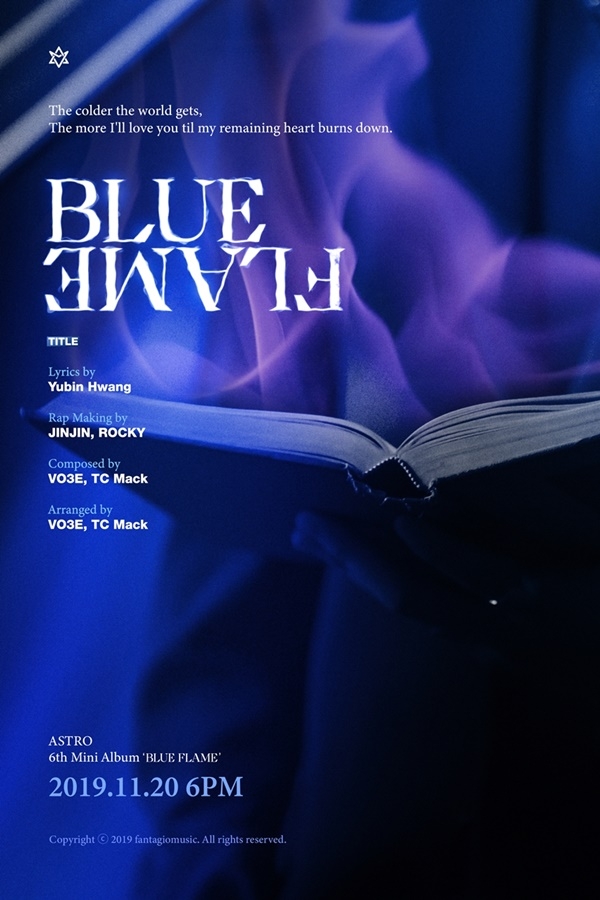 The colder the world gets,
The more I'll love you til my remaining heart burns down.
BLUE
FLAME
TITLE
Lyrics by
Yubin Hwang
Rap Making by
JINJIN, ROCKY
Composed by
VO3E, TC Mack
Arranged by
VO3E, TC Mack
ASTRO
6th Mini Album 'BLUE FLAME'
2019.11.20 6PM
Copyright ⓒ 2019 fantagiomusic. All rights reserved.